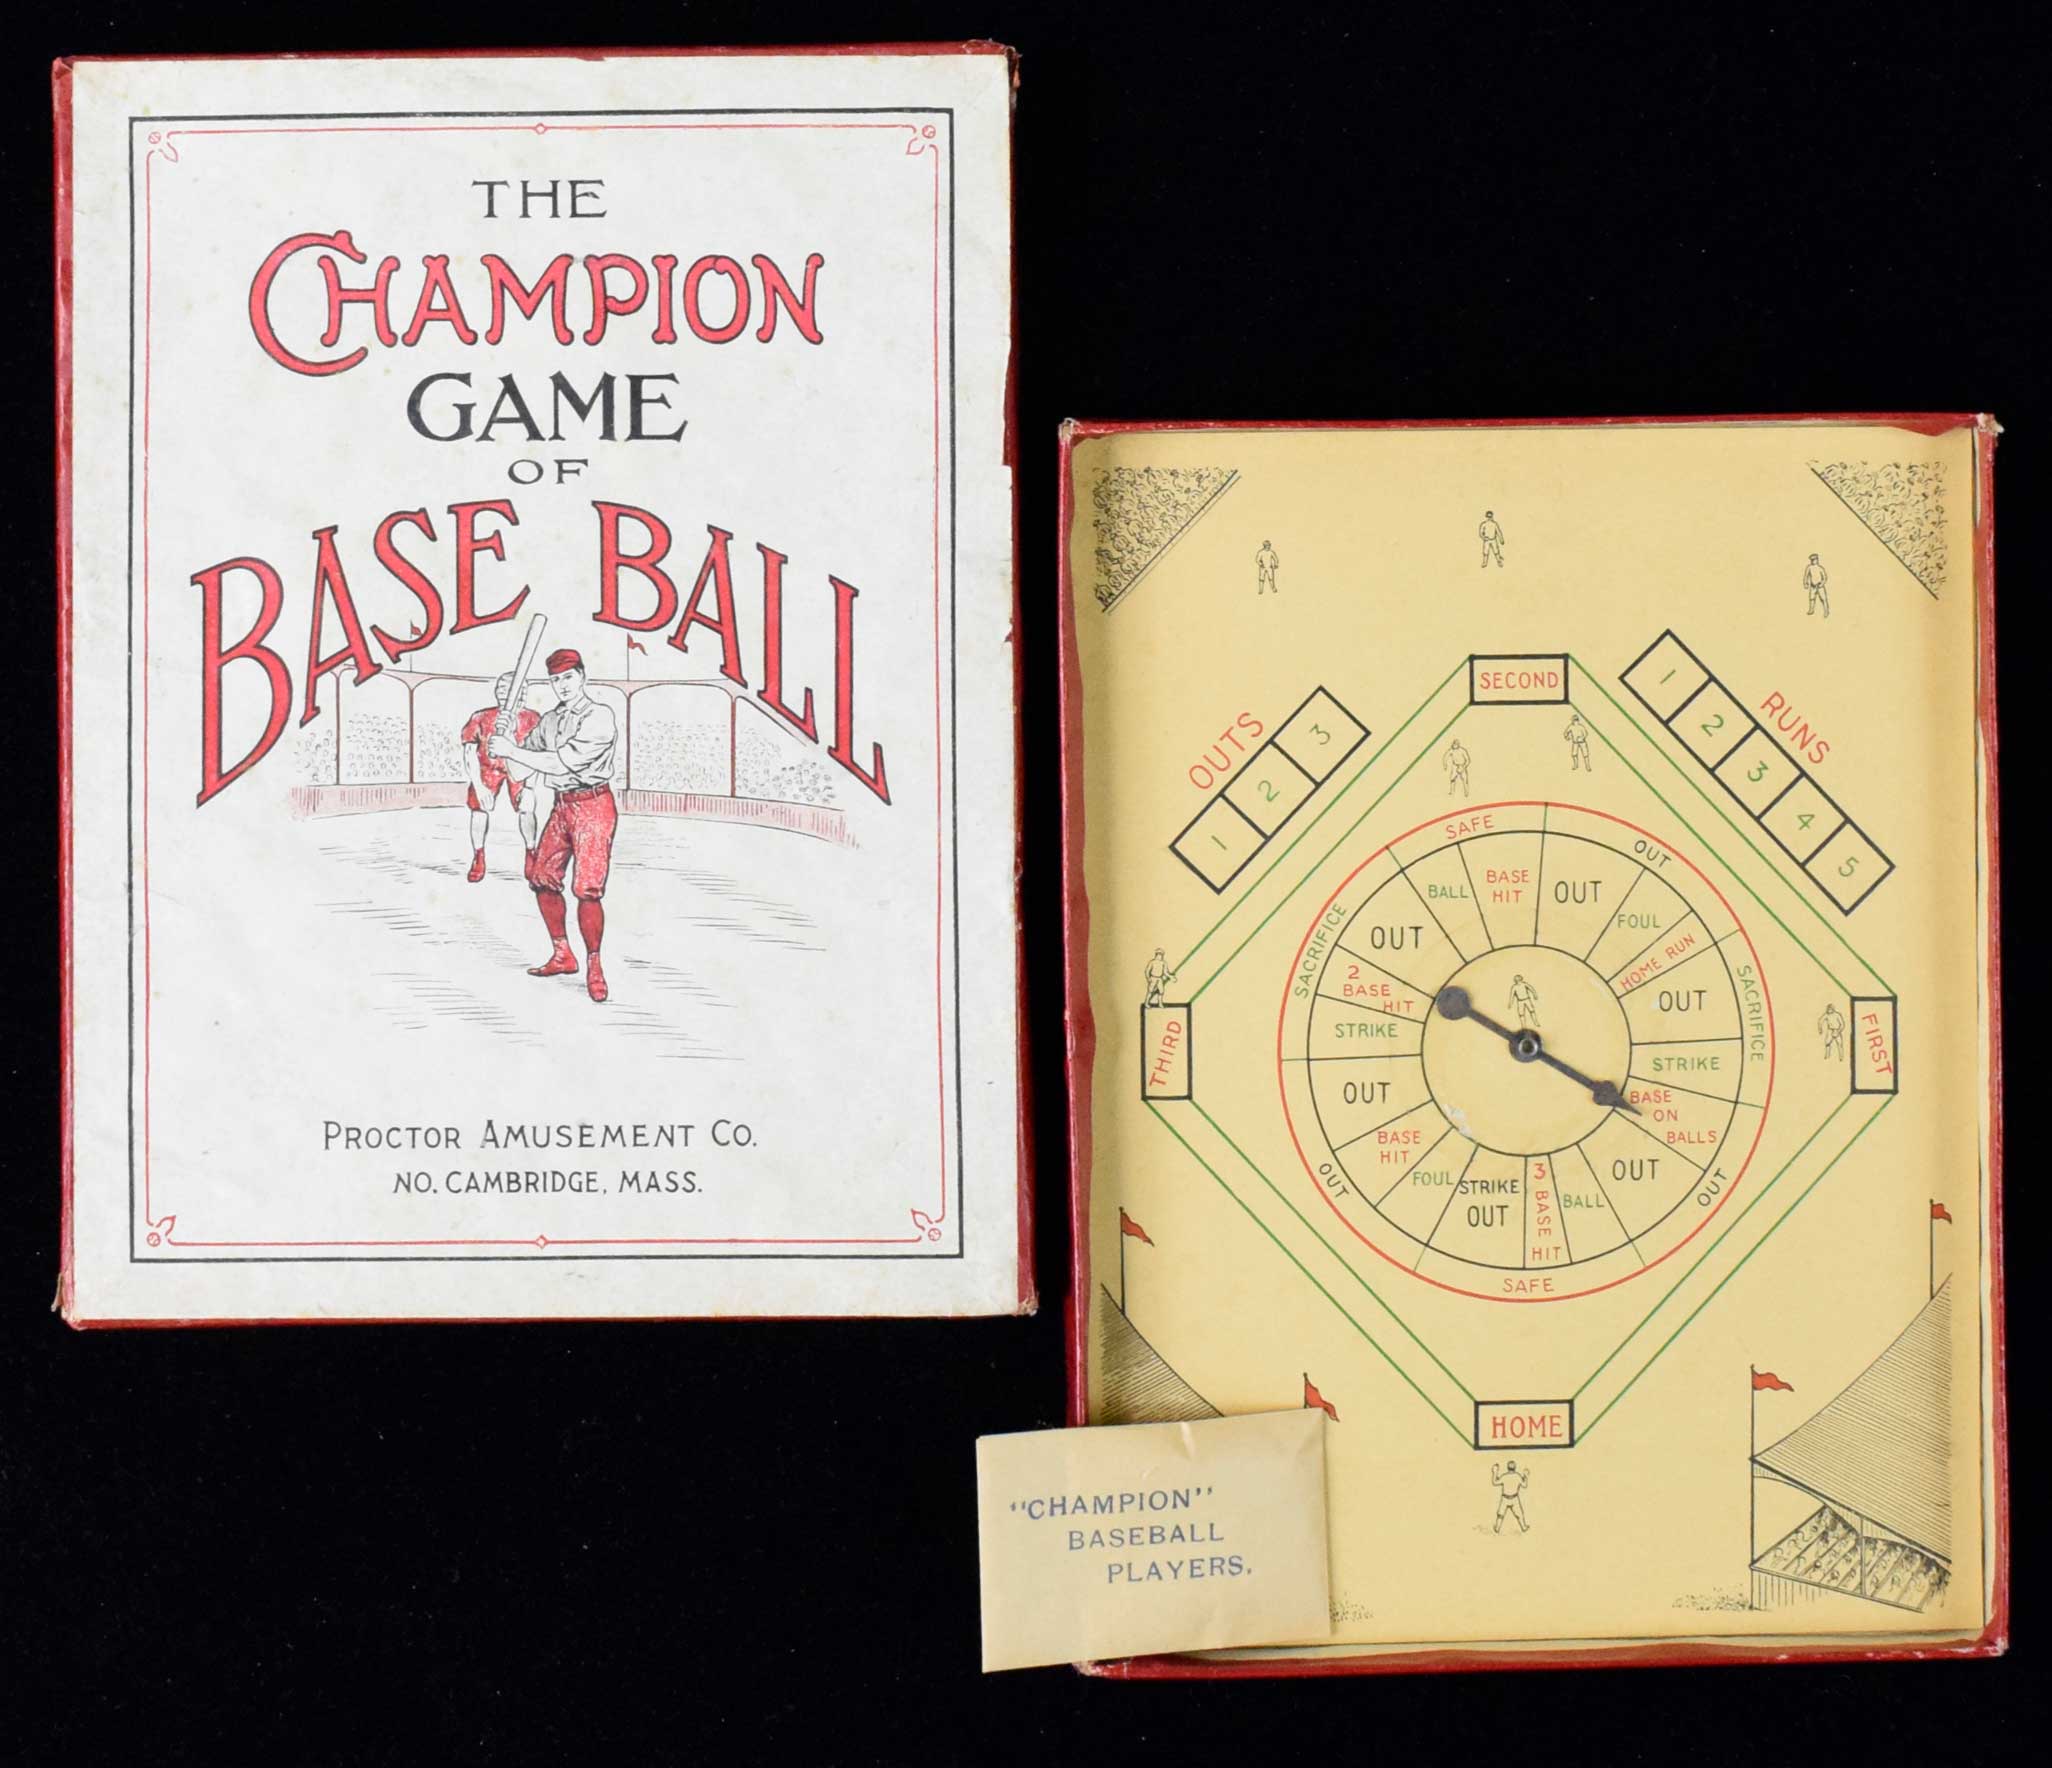 THE
CHAMPION
GAME
OF
BASE BALL
PROCTOR AMUSEMENT CO.
NO. CAMBRIDGE, MASS.
SECOND
OUTS
1
2
3
RUNS
1
2
3
4
5
THIRD
FIRST
HOME
SAFE
OUT
SACRIFICE
OUT
SAFE
OUT
SACRIFICE
BASE
HIT
OUT
FOUL
HOME RUN
OUT
STRIKE
BASE
ON
BALLS
OUT
BALL
3
BASE
HIT
STRIKE
OUT
FOUL
BASE
HIT
OUT
STRIKE
2
BASE
HIT
OUT
BALL
"CHAMPION"
BASEBALL
PLAYERS.